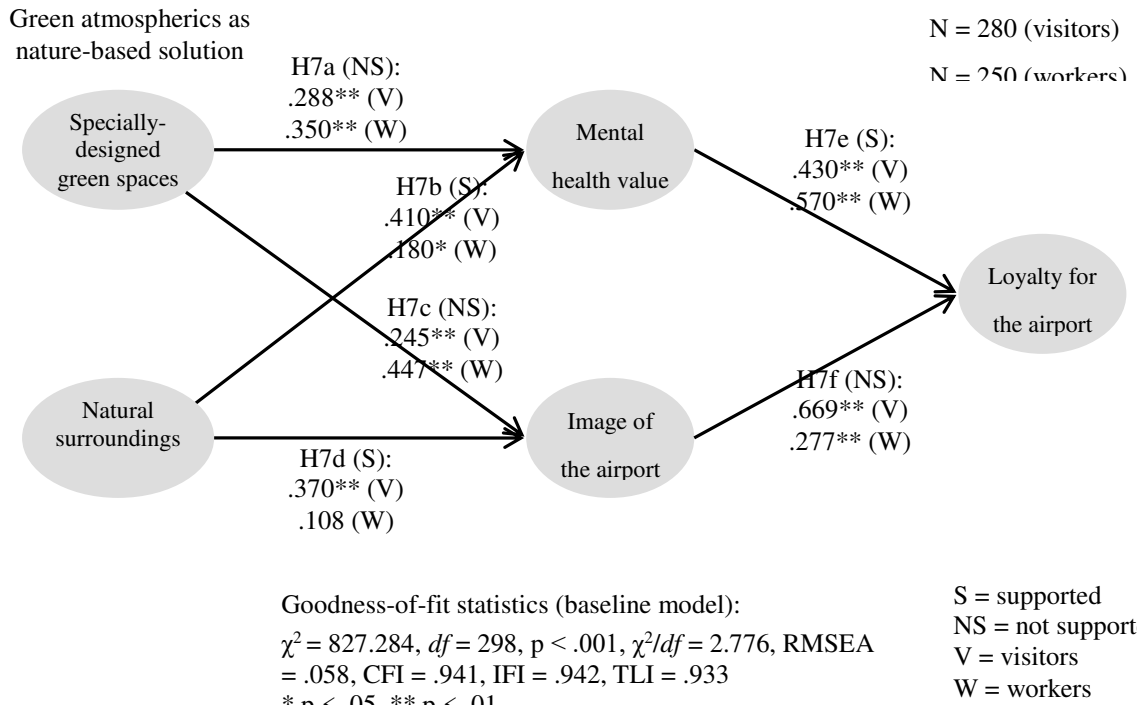 Green atmospherics as
nature-based solution
N = 280 (visitors)
N = 250 (workers)
H7a (NS):
.288** (V)
.350** (W)
Specially-
designed
green spaces
Mental
health value
H7e (S):
.430** (V)
.570** (W)
H7b (S):
.410** (V)
.180* (W)
Loyalty for
the airport
H7c (NS):
.245** (V)
.447** (W)
Natural
surroundings
Image of
the airport
H7f (NS):
.669** (V)
.277** (W)
H7d (S):
.370** (V)
.108 (W)
Goodness-of-fit statistics (baseline model):
χ² = 827.284, df = 298, p < .001, χ²/df = 2.776, RMSEA
= .058, CFI = .941, IFI = .942, TLI = .933
* p < .05, ** p < .01
S = supported
NS = not support
V = visitors
W = workers